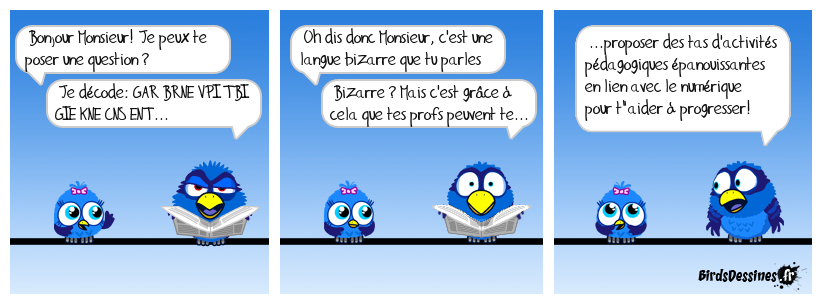 Bonjour Monsieur! Je peux te
poser une question ?
Je décode: GAR BRNE VPI TBI
GIE KNE CNS ENT...
Oh dis donc Monsieur, c'est une
langue bizarre que tu parles
Bizarre ? Mais c'est grâce à
cela que tes profs peuvent te...
...proposer des tas d'activités
pédagogiques épanouissantes
en lien avec le numérique
pour t"aider à progresser!
BirdsDessines.fr